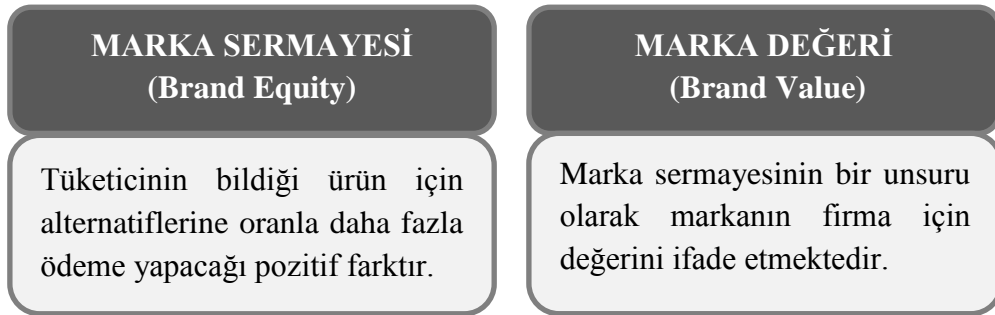 MARKA SERMAYESİ
(Brand Equity)
Tüketicinin bildiği ürün için
alternatiflerine oranla daha fazla
ödeme yapacağı pozitif farktır.
MARKA DEĞERİ
(Brand Value)
Marka sermayesinin bir unsuru
olarak markanın firma için
değerini ifade etmektedir.